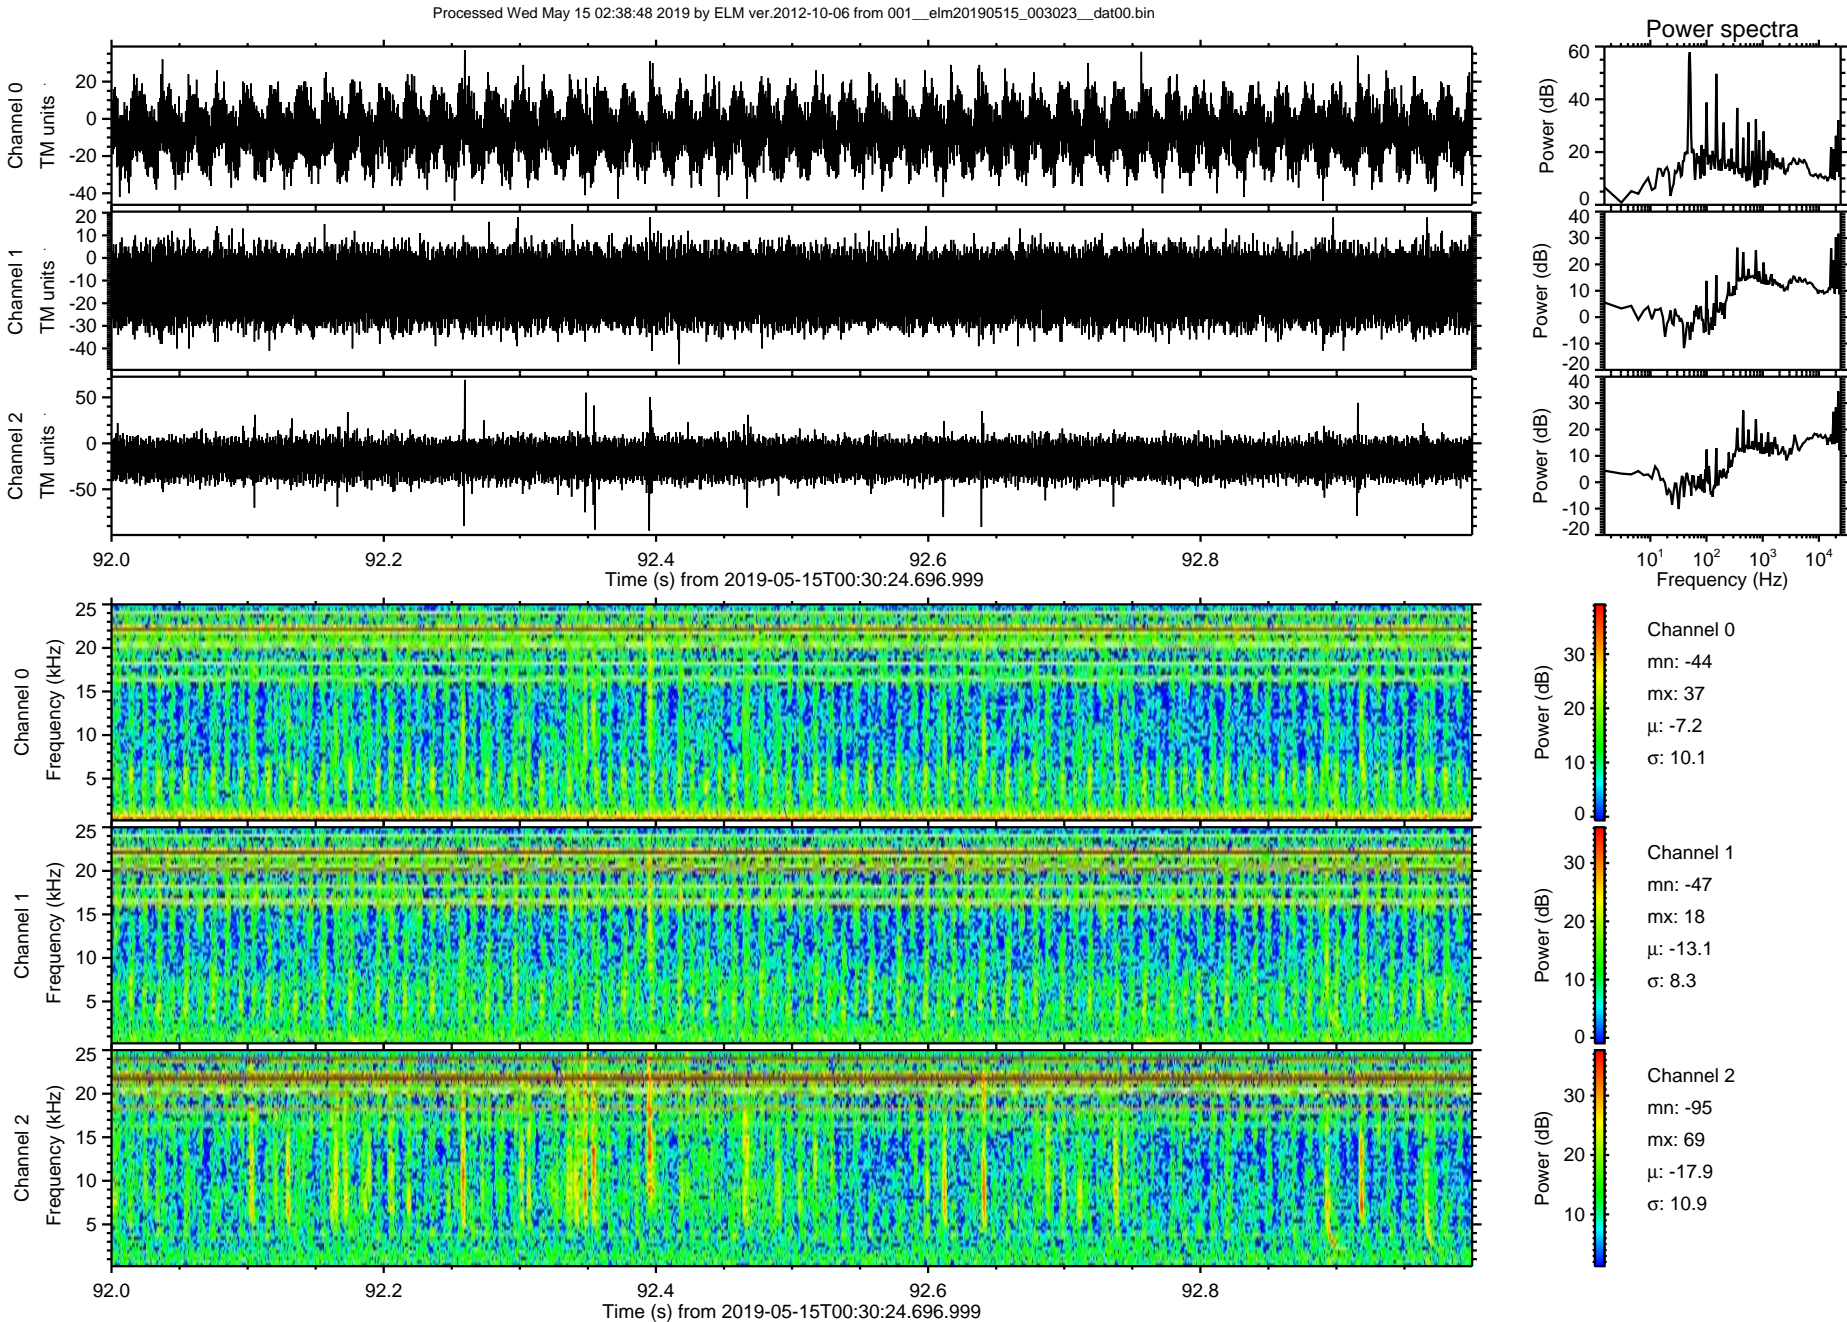 Processed Wed May 15 02:38:48 2019 by ELM ver.2012-10-06 from 001__elm20190515_003023__dat00.bin
Power spectra
Channel 0
TM units
20
0
-20
-40
Power (dB)
60
40
20
0
Channel 1
TM units
20
10
0
-10
-20
-30
-40
Power (dB)
40
30
20
10
0
-10
-20
Channel 2
TM units
50
0
-50
Power (dB)
40
30
20
10
0
-10
-20
92.0 92.2 92.4 92.6 92.8
Time (s) from 2019-05-15T00:30:24.696.999
10^1 10^2 10^3 10^4
Frequency (Hz)
Channel 0
Frequency (kHz)
25
20
15
10
5
Power (dB)
30
20
10
0
Channel 0
mn: -44
mx: 37
μ: -7.2
σ: 10.1
Channel 1
Frequency (kHz)
25
20
15
10
5
Power (dB)
30
20
10
0
Channel 1
mn: -47
mx: 18
μ: -13.1
σ: 8.3
Channel 2
Frequency (kHz)
25
20
15
10
5
Power (dB)
30
20
10
Channel 2
mn: -95
mx: 69
μ: -17.9
σ: 10.9
92.0 92.2 92.4 92.6 92.8
Time (s) from 2019-05-15T00:30:24.696.999